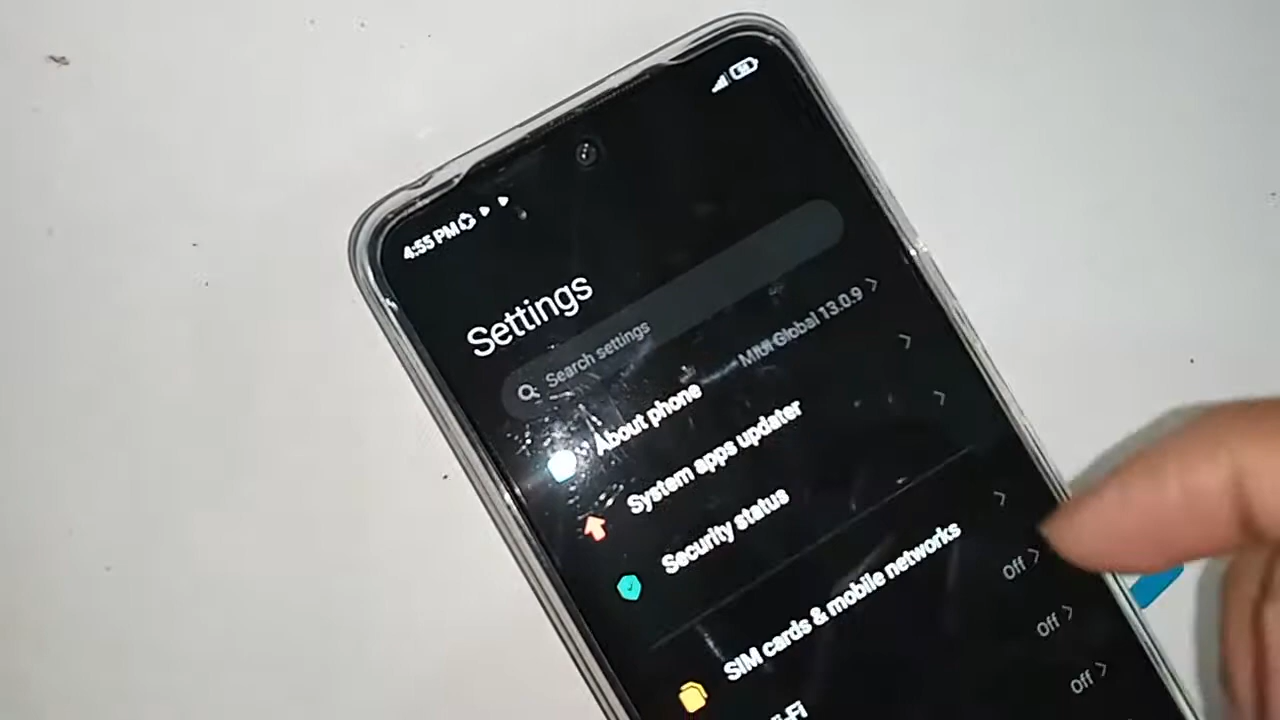 4:55 PM
Settings
Search settings
About phone MIUI Global 13.0.9
System apps updater
Security status
SIM cards & mobile networks
Off
Off
Off